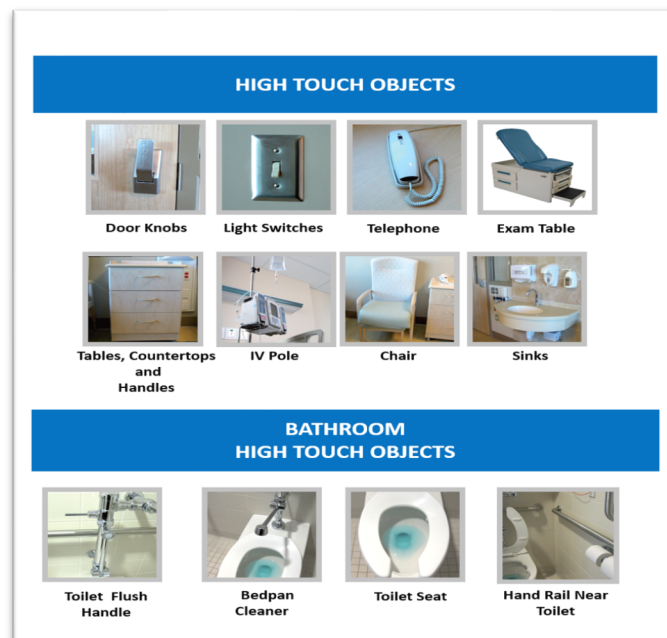 HIGH TOUCH OBJECTS
Door Knobs
Light Switches
Telephone
Exam Table
Tables, Countertops
and
Handles
IV Pole
Chair
Sinks
BATHROOM
HIGH TOUCH OBJECTS
Toilet Flush
Handle
Bedpan
Cleaner
Toilet Seat
Hand Rail Near
Toilet